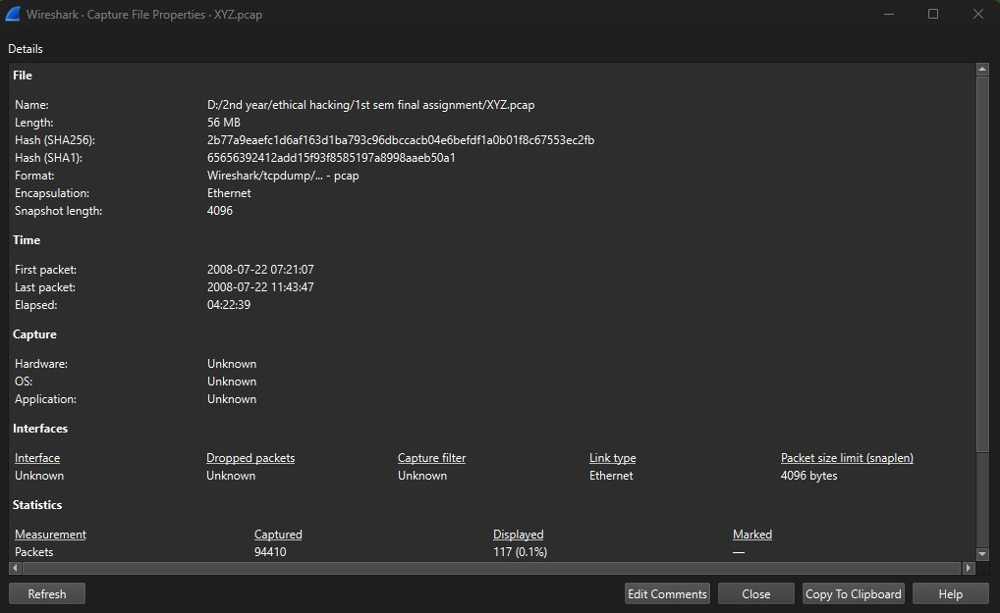 Wireshark · Capture File Properties · XYZ.pcap
Details
File
Name: D:/2nd year/ethical hacking/1st sem final assignment/XYZ.pcap
Length: 56 MB
Hash (SHA256): 2b77a9eaefc1d6af163d1ba793c96dbccacb04e6befdf1a0b01f8c67553ec2fb
Hash (SHA1): 65656392412add15f93f8585197a8998aaeb50a1
Format: Wireshark/tcpdump/... - pcap
Encapsulation: Ethernet
Snapshot length: 4096
Time
First packet: 2008-07-22 07:21:07
Last packet: 2008-07-22 11:43:47
Elapsed: 04:22:39
Capture
Hardware: Unknown
OS: Unknown
Application: Unknown
Interfaces
Interface Dropped packets Capture filter Link type Packet size limit (snaplen)
Unknown Unknown Unknown Ethernet 4096 bytes
Statistics
Measurement Captured Displayed Marked
Packets 94410 117 (0.1%) —
Refresh Edit Comments Close Copy To Clipboard Help